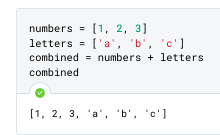 numbers = [1, 2, 3]
letters = ['a', 'b', 'c']
combined = numbers + letters
combined
[1, 2, 3, 'a', 'b', 'c']